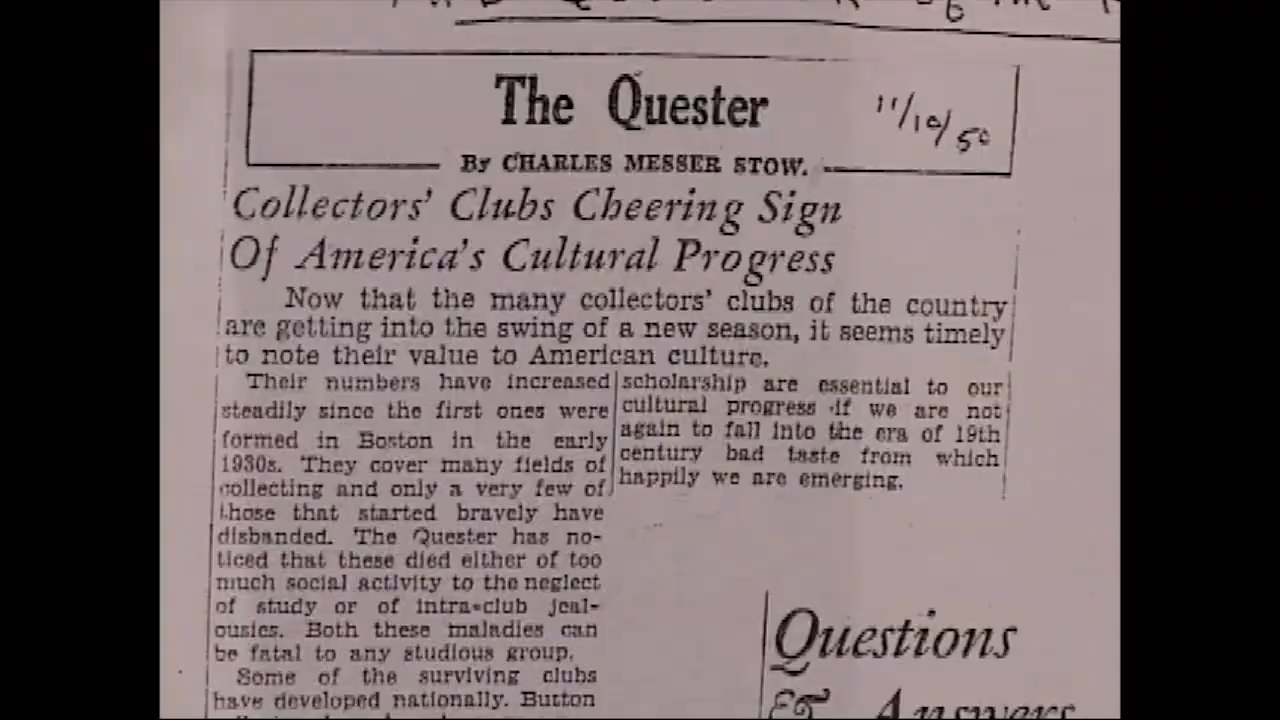 The Quester
11/10/50
By CHARLES MESSER STOW.
Collectors' Clubs Cheering Sign
Of America's Cultural Progress
Now that the many collectors' clubs of the country
are getting into the swing of a new season, it seems timely
to note their value to American culture.
Their numbers have increased
steadily since the first ones were
formed in Boston in the early
1930s. They cover many fields of
collecting and only a very few of
those that started bravely have
disbanded. The Quester has no-
ticed that these died either of too
much social activity to the neglect
of study or of intra-club jeal-
ousies. Both these maladies can
be fatal to any studious group.
Some of the surviving clubs
have developed nationally. Button
scholarship are essential to our
cultural progress if we are not
again to fall into the era of 19th
century bad taste from which
happily we are emerging.
Questions
& Answers